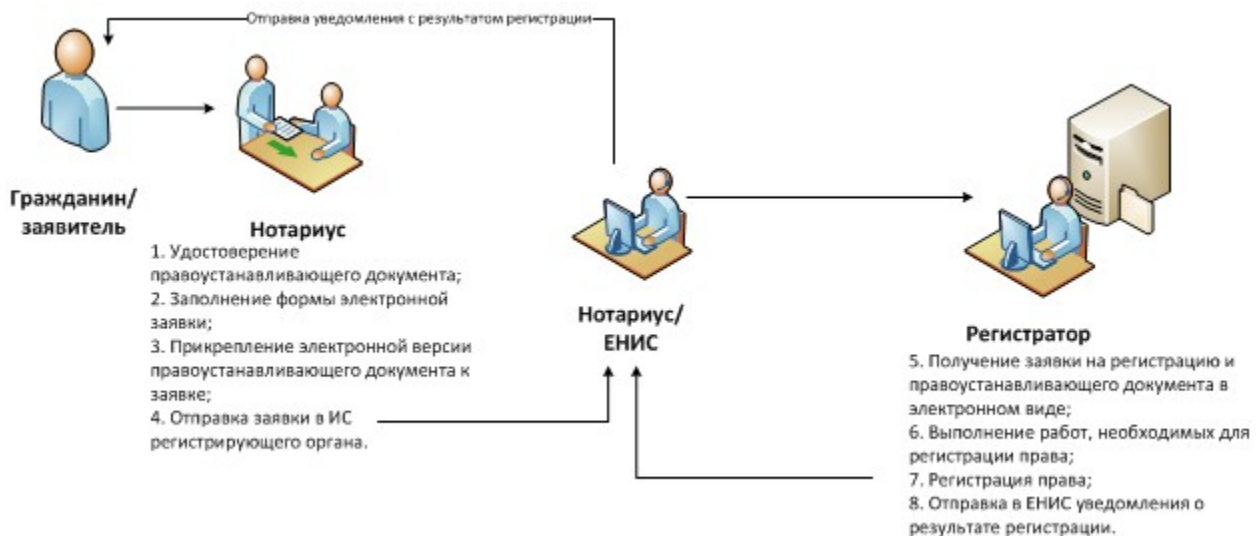 Отправка уведомления с результатом регистрации
Гражданин/
заявитель
Нотариус
1. Удостоверение
правоустанавливающего документа;
2. Заполнение формы электронной
заявки;
3. Прикрепление электронной версии
правоустанавливающего документа к
заявке;
4. Отправка заявки в ИС
регистрирующего органа.
Нотариус/
ЕНИС
Регистратор
5. Получение заявки на регистрацию и
правоустанавливающего документа в
электронном виде;
6. Выполнение работ, необходимых для
регистрации права;
7. Регистрация права;
8. Отправка в ЕНИС уведомления о
результате регистрации.